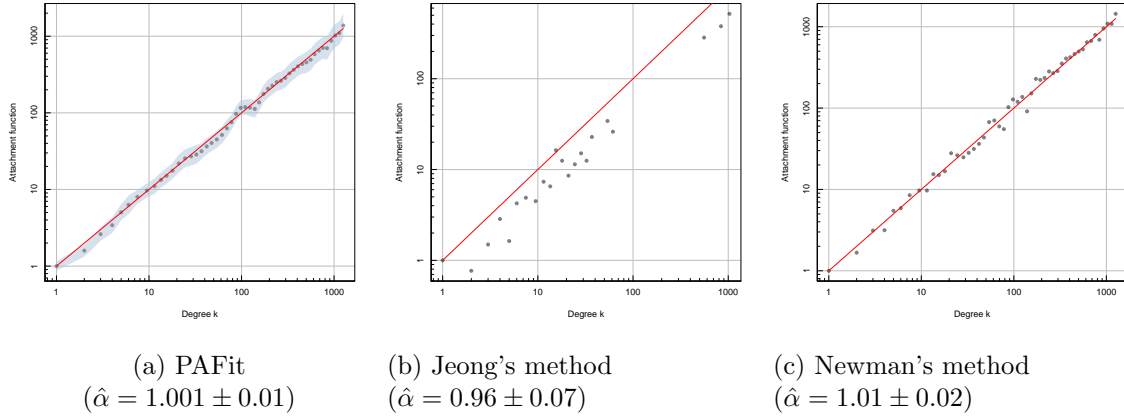 1000
100
10
1
Attachment function
1
10
100
1000
Degree k
100
10
1
Attachment function
1
10
100
1000
Degree k
1000
100
10
1
Attachment function
1
10
100
1000
Degree k
(a) PAFit
(α̂ = 1.001 ± 0.01)
(b) Jeong's method
(α̂ = 0.96 ± 0.07)
(c) Newman's method
(α̂ = 1.01 ± 0.02)